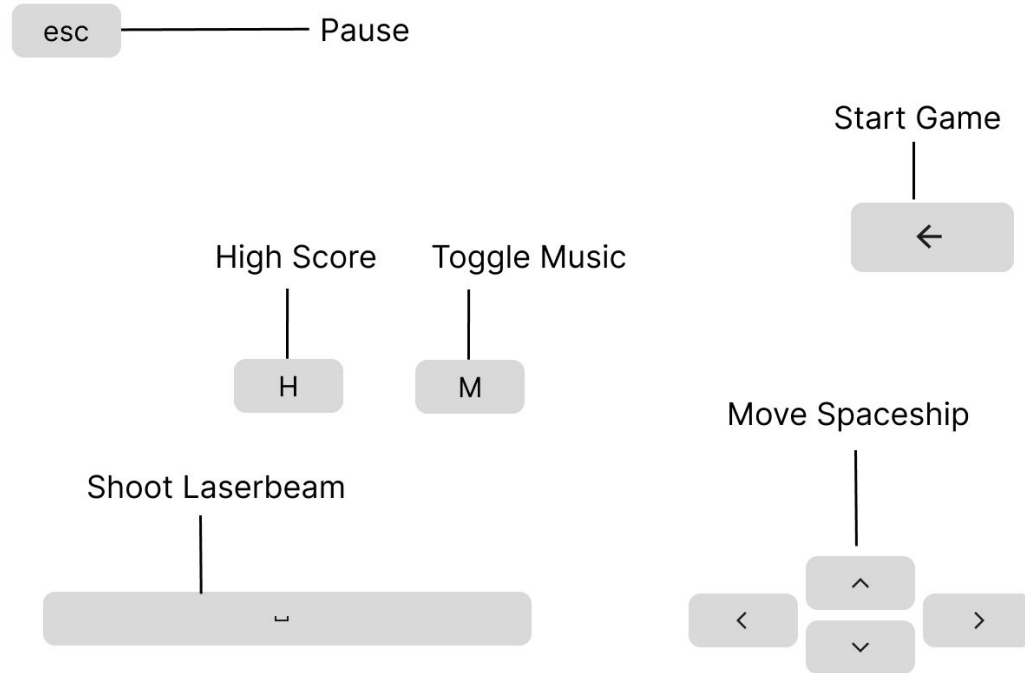 esc
Pause
Start Game
←
High Score
Toggle Music
H
M
Move Spaceship
Shoot Laserbeam